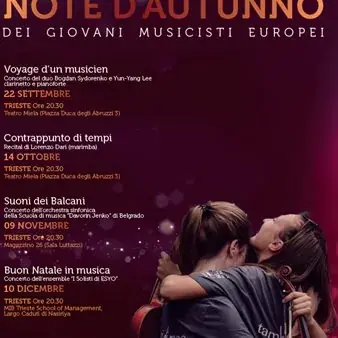 NOTE D'AUTUNNO
DEI GIOVANI MUSICISTI EUROPEI
Voyage d'un musicien
Concerto del duo Bogdan Sydorenko e Yun-Yang Lee
clarinetto e pianoforte
22 SETTEMBRE
TRIESTE Ore 20.30
Teatro Miela (Piazza Duca degli Abruzzi 3)
Contrappunto di tempi
Recital di Lorenzo Dari (marimba)
14 OTTOBRE
TRIESTE Ore 20.30
Teatro Miela (Piazza Duca degli Abruzzi 3)
Suoni dei Balcani
Concerto dell'orchestra sinfonica
della Scuola di musica "Davorin Jenko" di Belgrado
09 NOVEMBRE
TRIESTE Ore 20.30
Magazzino 26 (Sala Luttazzi)
Buon Natale in musica
Concerto dell'ensemble "I Solisti di ESYO"
10 DICEMBRE
TRIESTE Ore 20.30
MIB Trieste School of Management,
Largo Caduti di Nasiriya